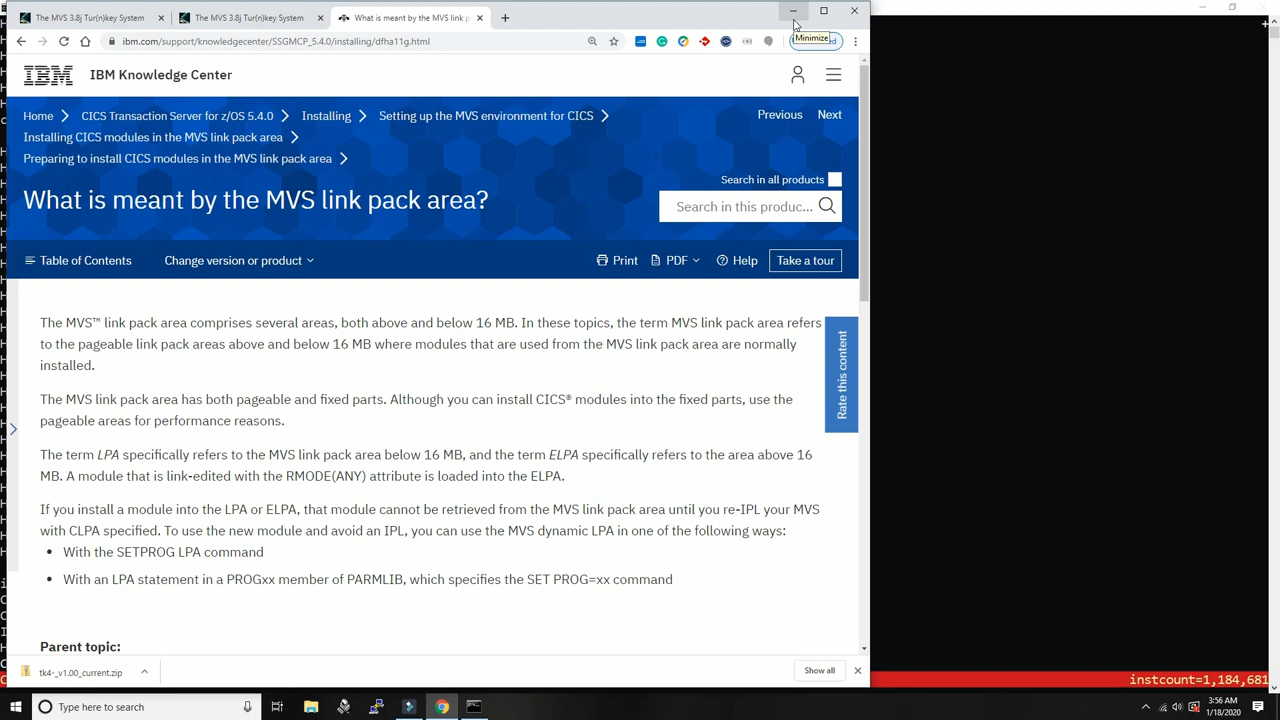 The MVS 3.8j Tur(n)key System
The MVS 3.8j Tur(n)key System
What is meant by the MVS link p
Minimize
ibm.com/support/knowledgecenter/SSGMCP_5.4.0/installing/dfha11g.html
IBM
IBM Knowledge Center
Home
CICS Transaction Server for z/OS 5.4.0
Installing
Setting up the MVS environment for CICS
Previous
Next
Installing CICS modules in the MVS link pack area
Preparing to install CICS modules in the MVS link pack area
Search in all products
What is meant by the MVS link pack area?
Search in this produc...
Table of Contents
Change version or product
Print
PDF
Help
Take a tour
The MVS™ link pack area comprises several areas, both above and below 16 MB. In these topics, the term MVS link pack area refers
to the pageable link pack areas above and below 16 MB where modules that are used from the MVS link pack area are normally
installed.
Rate this content
The MVS link pack area has both pageable and fixed parts. Although you can install CICS® modules into the fixed parts, use the
pageable areas for performance reasons.
The term LPA specifically refers to the MVS link pack area below 16 MB, and the term ELPA specifically refers to the area above 16
MB. A module that is link-edited with the RMODE(ANY) attribute is loaded into the ELPA.
If you install a module into the LPA or ELPA, that module cannot be retrieved from the MVS link pack area until you re-IPL your MVS
with CLPA specified. To use the new module and avoid an IPL, you can use the MVS dynamic LPA in one of the following ways:
• With the SETPROG LPA command
• With an LPA statement in a PROGxx member of PARMLIB, which specifies the SET PROG=xx command
Parent topic:
tk4-_v1.00_current.zip
Show all
instcount=1,184,681
Type here to search
3:56 AM
1/18/2020